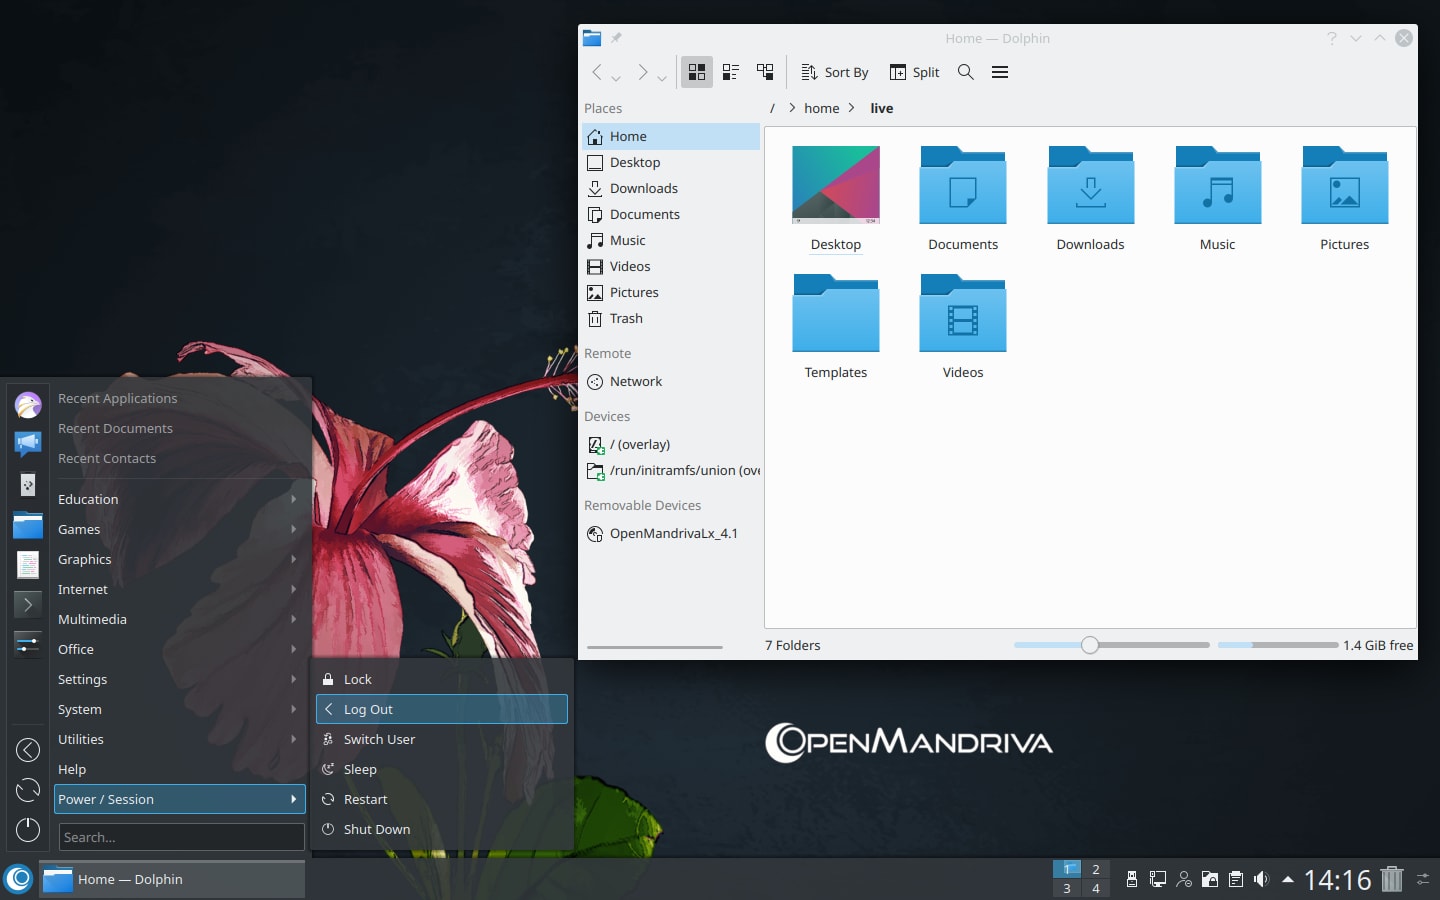 Home — Dolphin
Sort By
Split
Places
/ > home > live
Home
Desktop
Downloads
Documents
Music
Videos
Pictures
Trash
Remote
Network
Devices
/ (overlay)
/run/initramfs/union (ove
Removable Devices
OpenMandrivaLx_4.1
Desktop
Documents
Downloads
Music
Pictures
Templates
Videos
7 Folders
1.4 GiB free
Recent Applications
Recent Documents
Recent Contacts
Education
Games
Graphics
Internet
Multimedia
Office
Settings
System
Utilities
Help
Power / Session
Search...
Lock
Log Out
Switch User
Sleep
Restart
Shut Down
OpenMandriva
Home — Dolphin
1 2
3 4
14:16